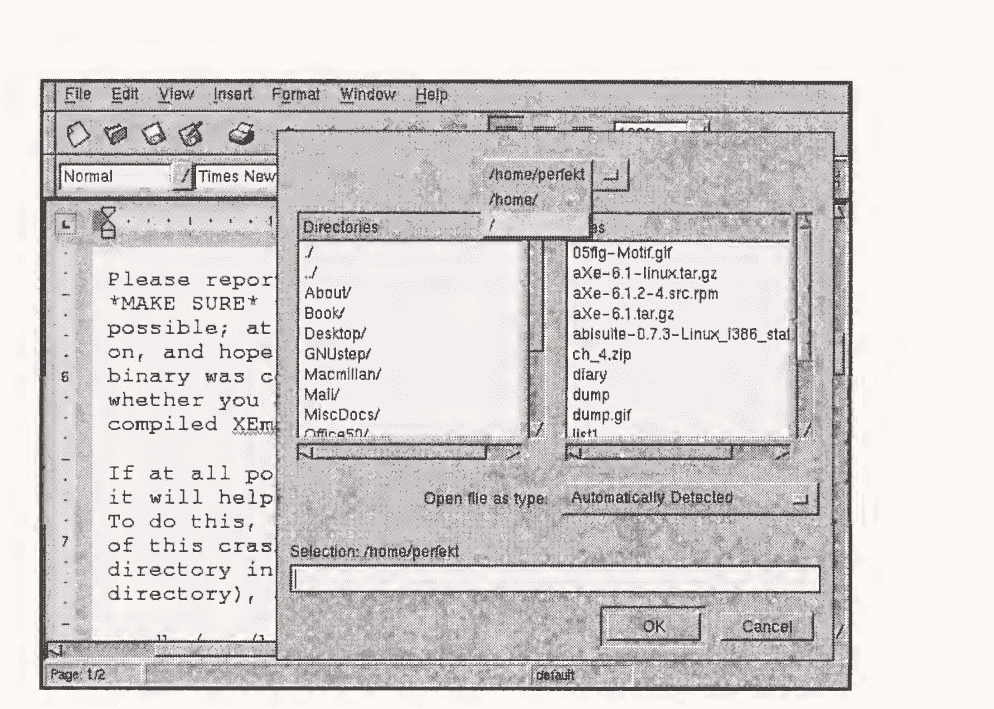 File Edit View Insert Format Window Help
Normal
Times New
/home/perfekt
/home/
/
Directories
./
../
About/
Book/
Desktop/
GNUstep/
Macmillan/
Mail/
MiscDocs/
Office50/
05fig-Motif.gif
aXe-6.1-linux.tar.gz
aXe-6.1.2-4.src.rpm
aXe-6.1.tar.gz
abisuite-0.7.3-Linux_i386_stat
ch_4.zip
diary
dump
dump.gif
list1
Please repor
*MAKE SURE*
possible; at
on, and hope
6
binary was c
whether you
compiled XEm
If at all po
it will help
To do this,
7
of this cras
directory in
directory),
Open file as type: Automatically Detected
Selection: /home/perfekt
OK Cancel
Page: 1/2
default